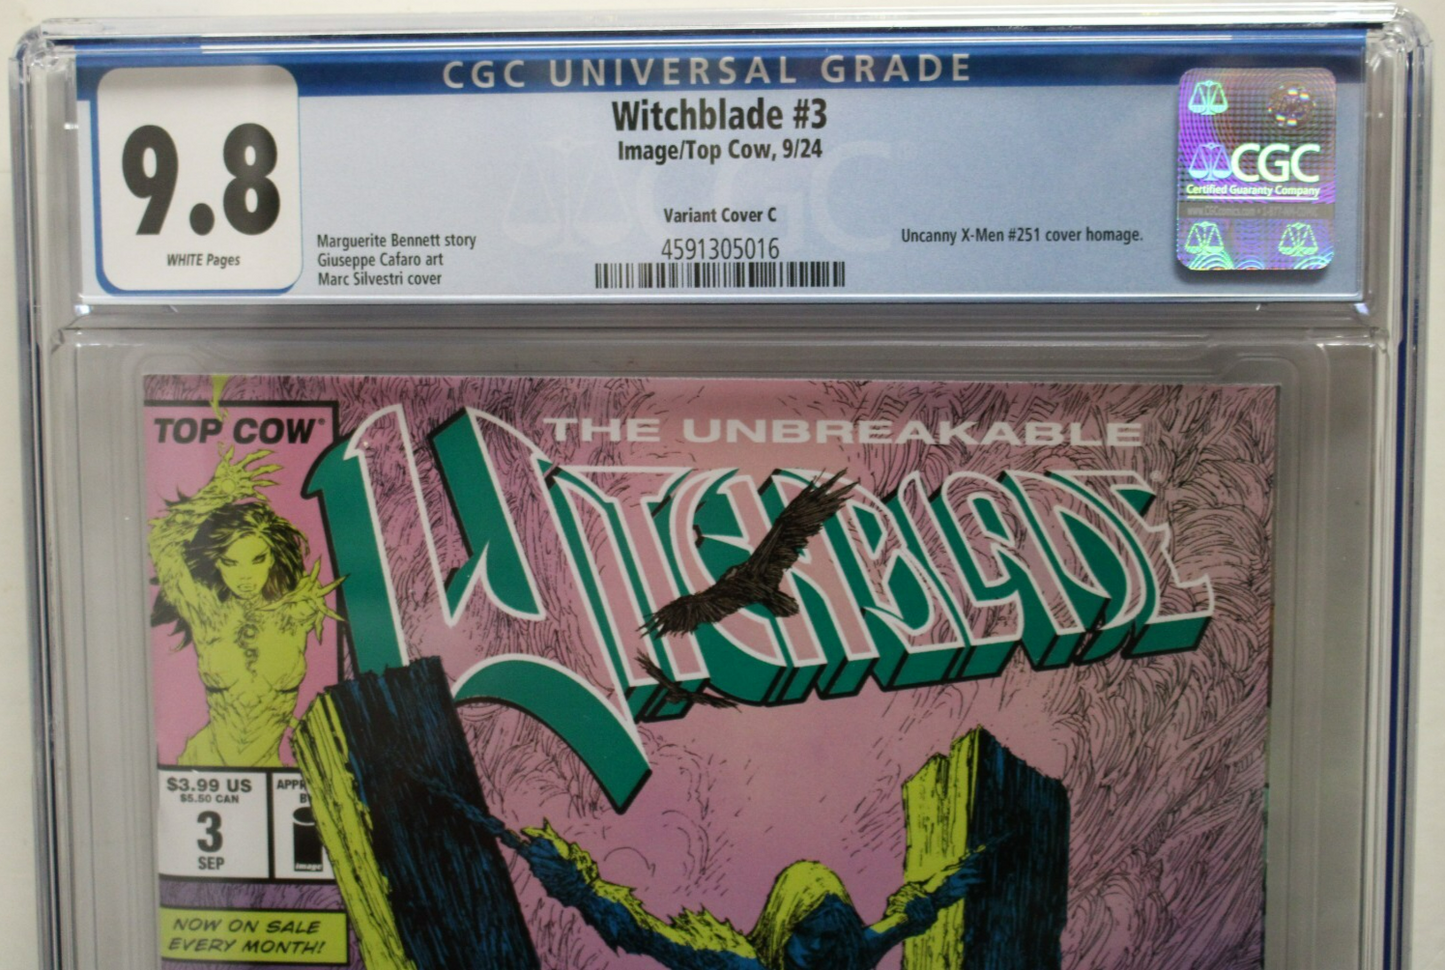 CGC UNIVERSAL GRADE
9.8
WHITE Pages
Witchblade #3
Image/Top Cow, 9/24
Variant Cover C
4591305016
Marguerite Bennett story
Giuseppe Cafaro art
Marc Silvestri cover
Uncanny X-Men #251 cover homage.
CGC
Certified Guaranty Company
CGC
TOP COW®
THE UNBREAKABLE
WITCHBLADE
$3.99 US
$5.50 CAN
3
SEP
image
NOW ON SALE
EVERY MONTH!